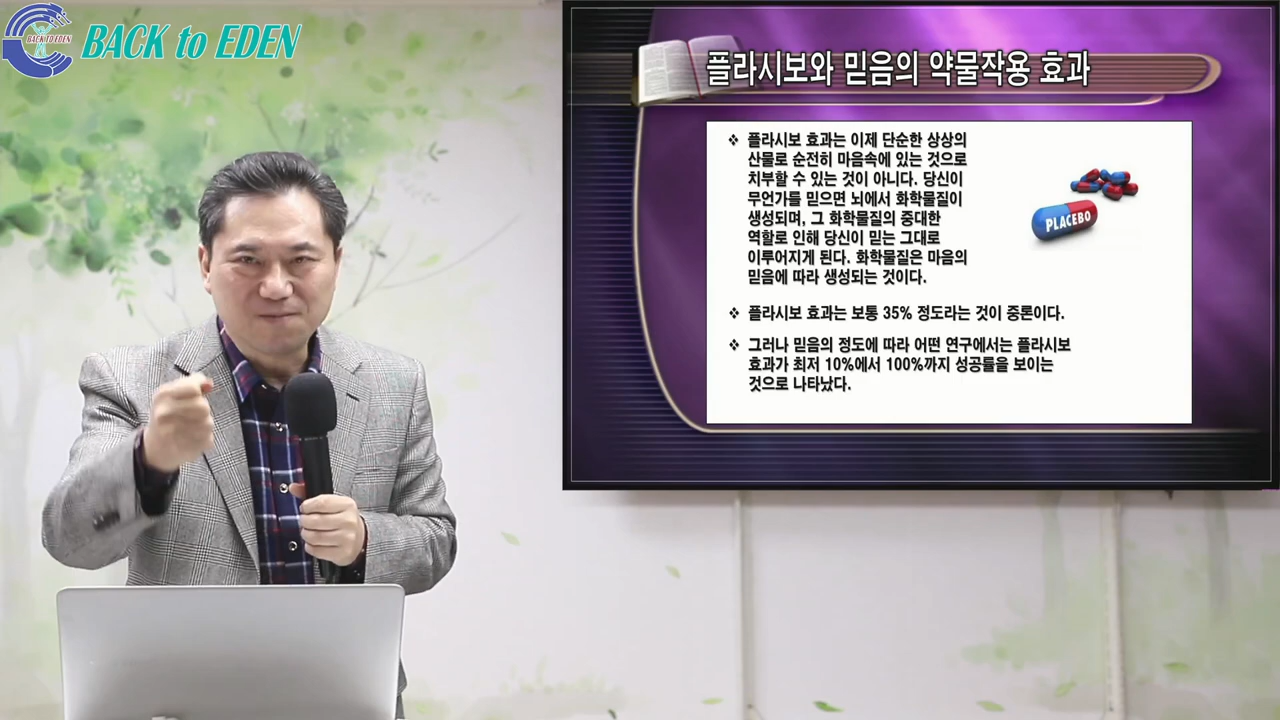 BACK TO EDEN
BACK to EDEN
플라시보와 믿음의 약물작용 효과
❖ 플라시보 효과는 이제 단순한 상상의
산물로 순전히 마음속에 있는 것으로
치부할 수 있는 것이 아니다. 당신이
무언가를 믿으면 뇌에서 화학물질이
생성되며, 그 화학물질의 중대한
역할로 인해 당신이 믿는 그대로
이루어지게 된다. 화학물질은 마음의
믿음에 따라 생성되는 것이다.
PLACEBO
❖ 플라시보 효과는 보통 35% 정도라는 것이 중론이다.
❖ 그러나 믿음의 정도에 따라 어떤 연구에서는 플라시보
효과가 최저 10%에서 100%까지 성공률을 보이는
것으로 나타났다.